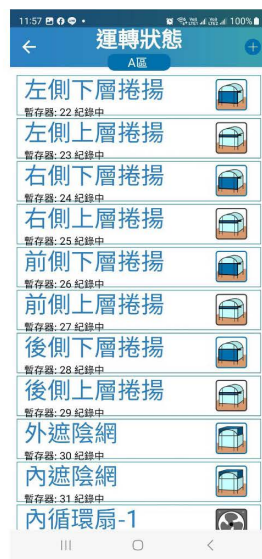 11:57 100%
運轉狀態
A區
左側下層捲揚
暫存器: 22 紀錄中
左側上層捲揚
暫存器: 23 紀錄中
右側下層捲揚
暫存器: 24 紀錄中
右側上層捲揚
暫存器: 25 紀錄中
前側下層捲揚
暫存器: 26 紀錄中
前側上層捲揚
暫存器: 27 紀錄中
後側下層捲揚
暫存器: 28 紀錄中
後側上層捲揚
暫存器: 29 紀錄中
外遮陰網
暫存器: 30 紀錄中
內遮陰網
暫存器: 31 紀錄中
內循環扇-1